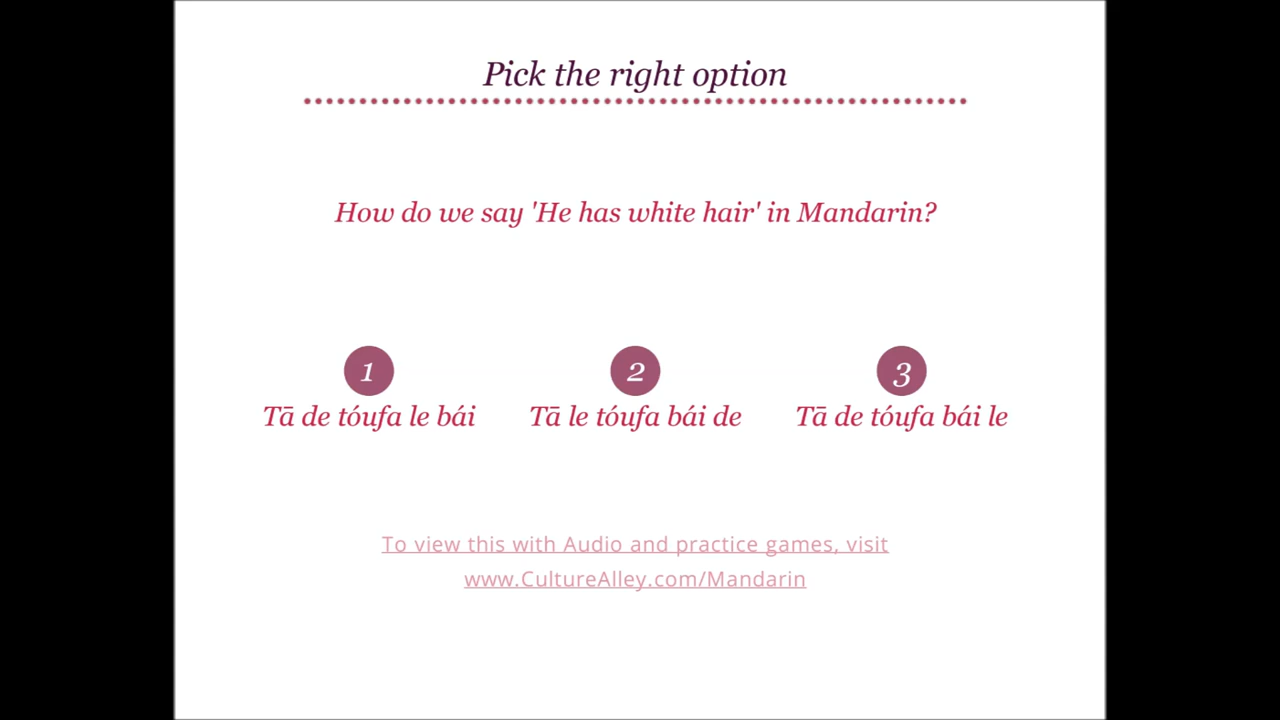 Pick the right option
How do we say 'He has white hair' in Mandarin?
1
2
3
Tā de tóufa le bái
Tā le tóufa bái de
Tā de tóufa bái le
To view this with Audio and practice games, visit
www.CultureAlley.com/Mandarin